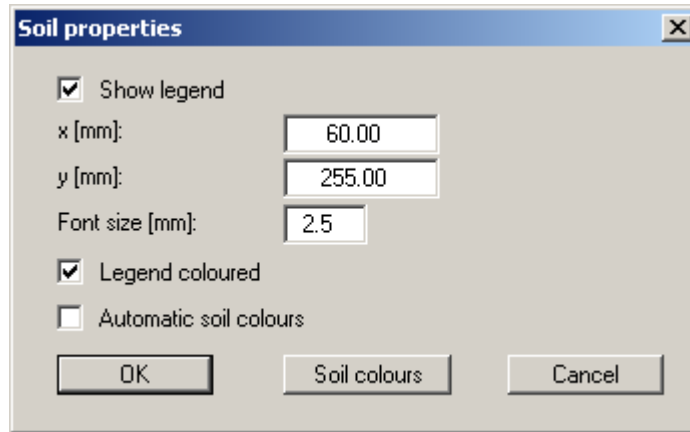 Soil properties
Show legend
x [mm]: 60.00
y [mm]: 255.00
Font size [mm]: 2.5
Legend coloured
Automatic soil colours
OK Soil colours Cancel